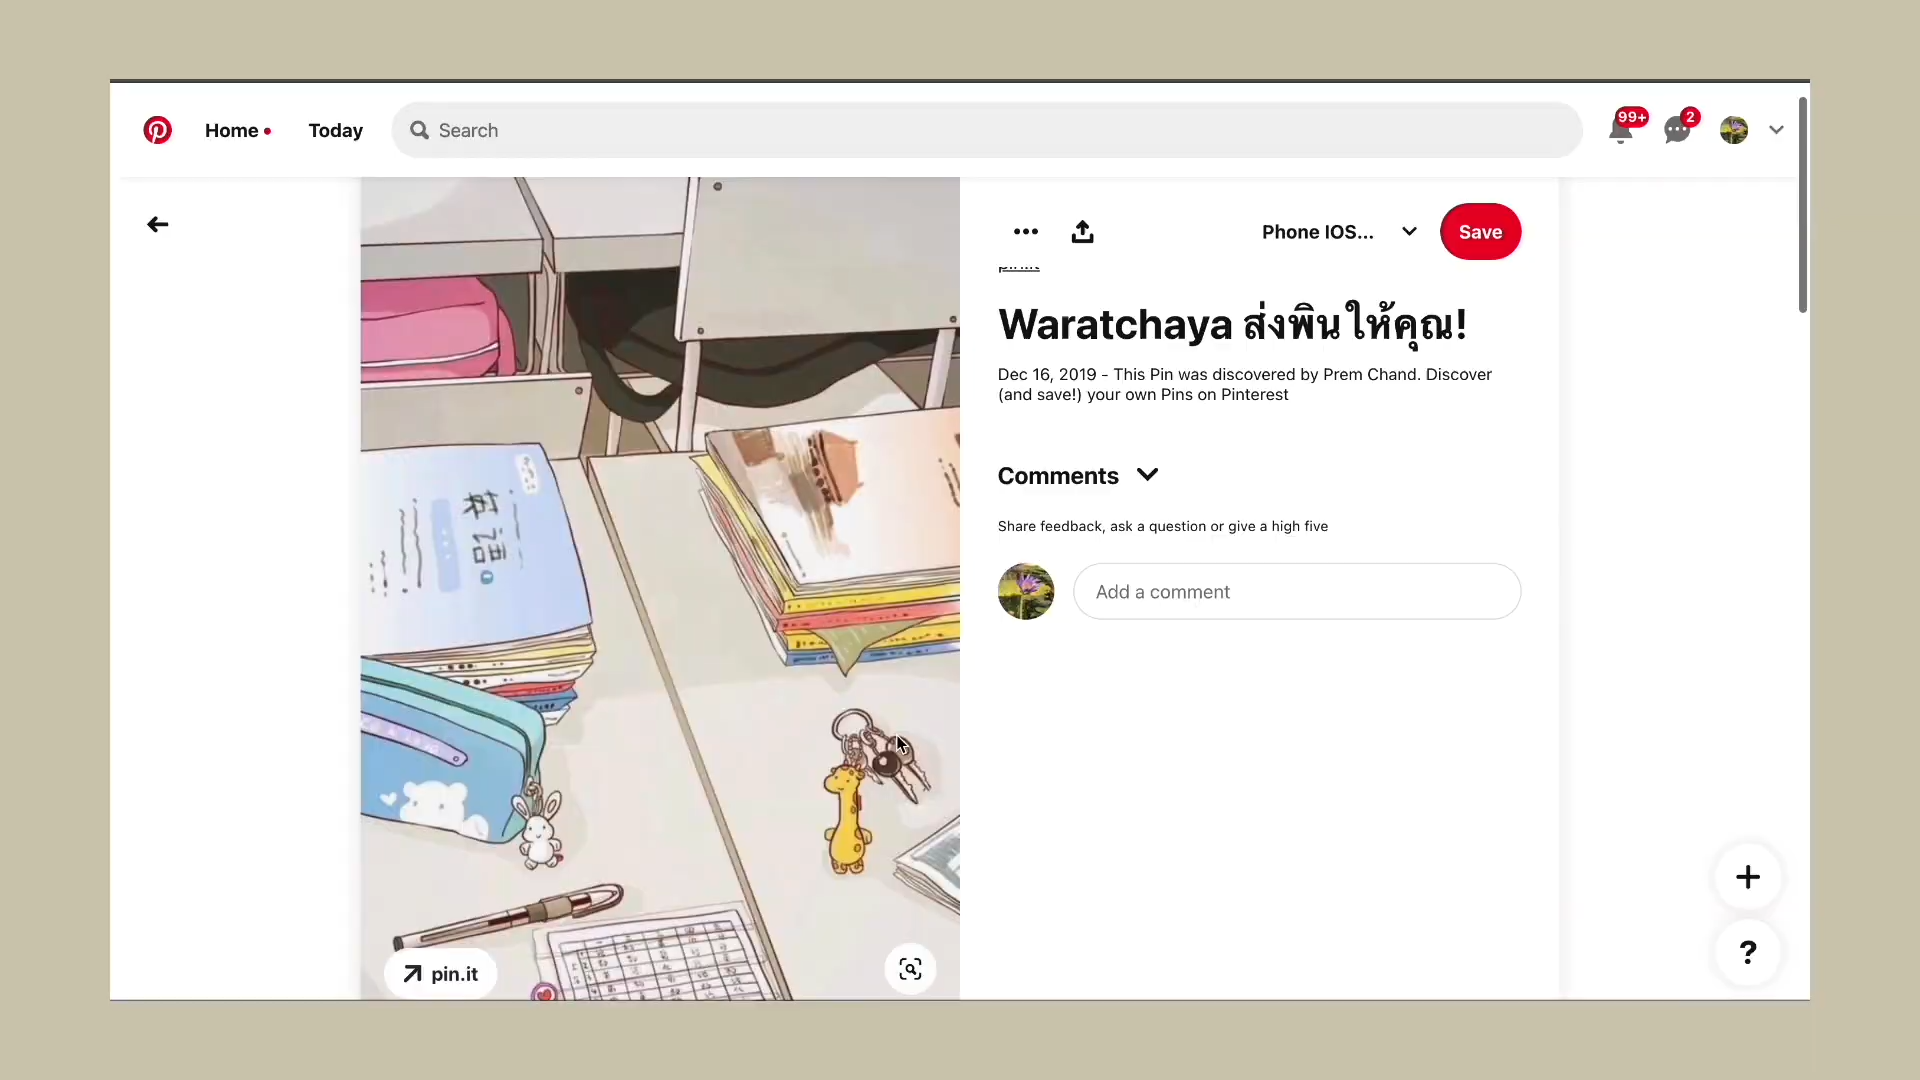 Home
Today
Search
99+
2
Phone IOS...
Save
Waratchaya ส่งพินให้คุณ!
Dec 16, 2019 - This Pin was discovered by Prem Chand. Discover
(and save!) your own Pins on Pinterest
Comments
Share feedback, ask a question or give a high five
Add a comment
英语
pin.it
+
?